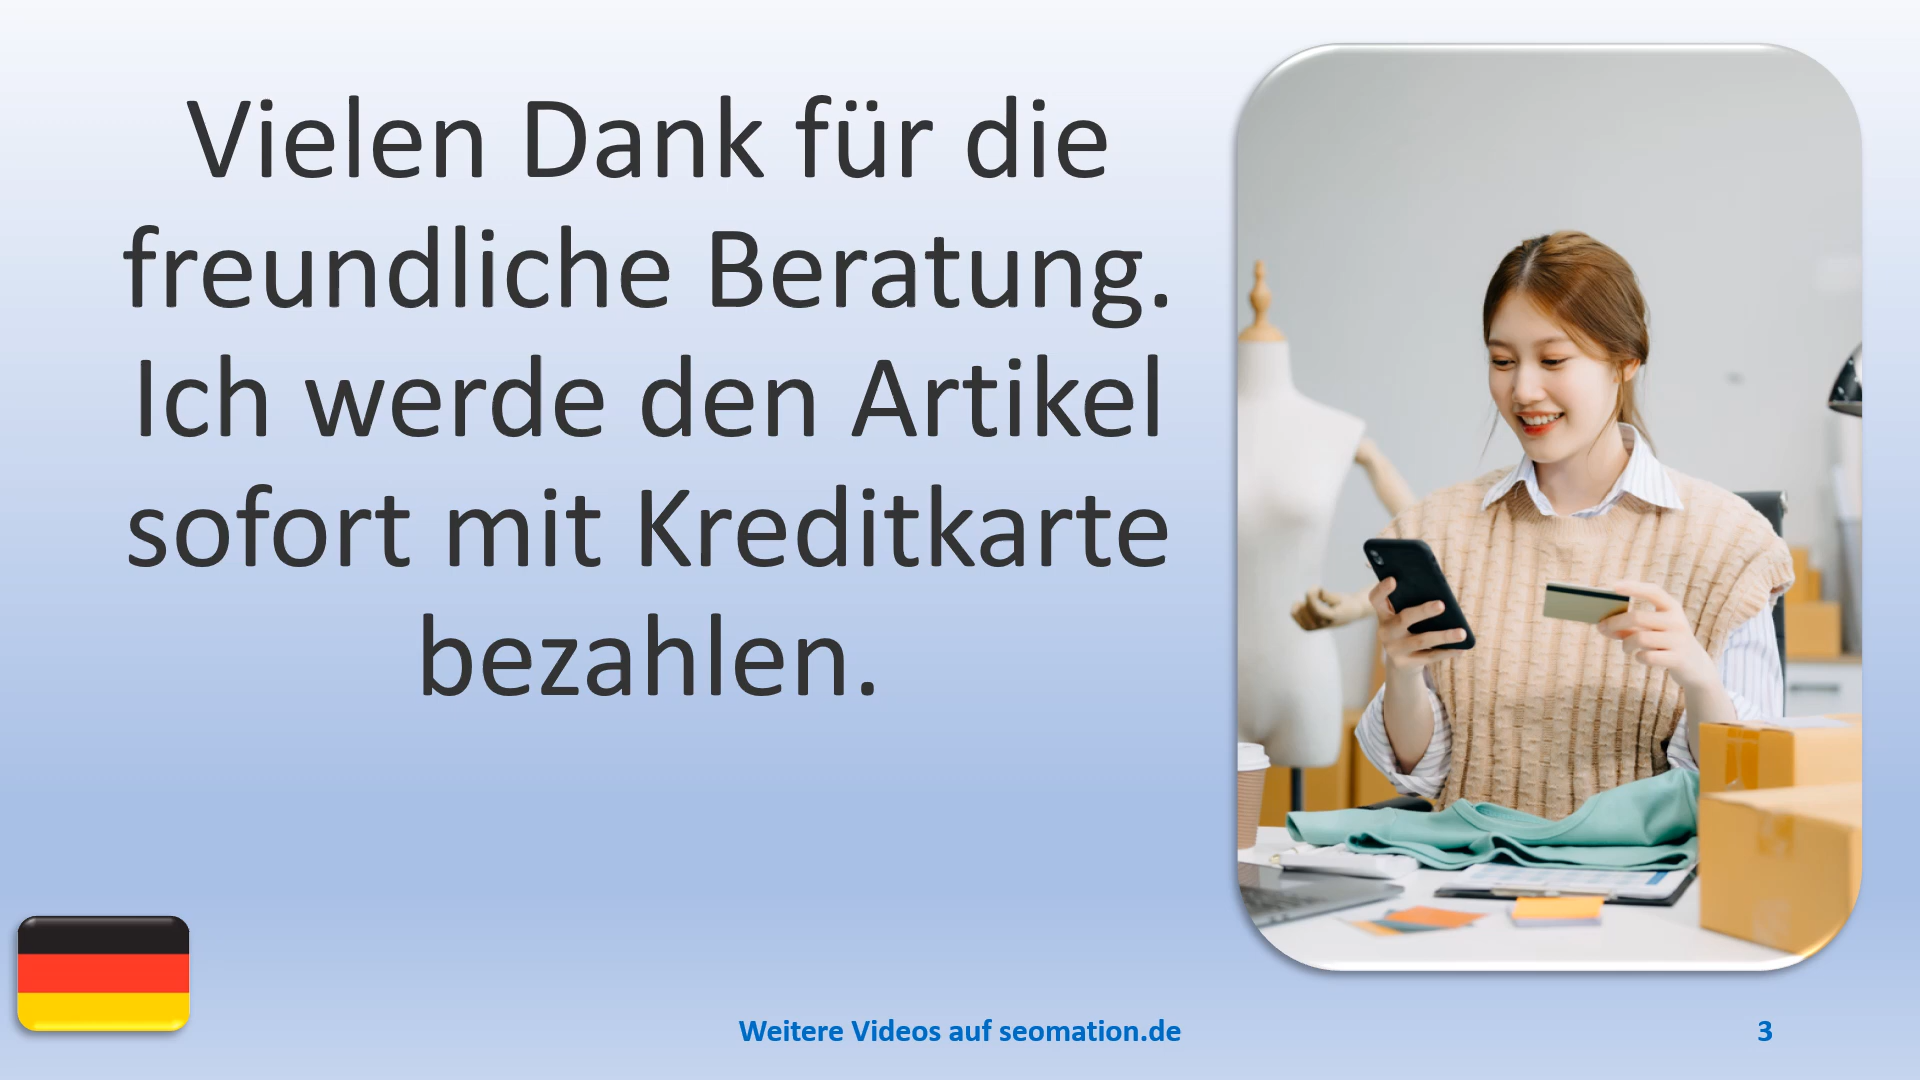 Vielen Dank für die
freundliche Beratung.
Ich werde den Artikel
sofort mit Kreditkarte
bezahlen.
Weitere Videos auf seomation.de
3